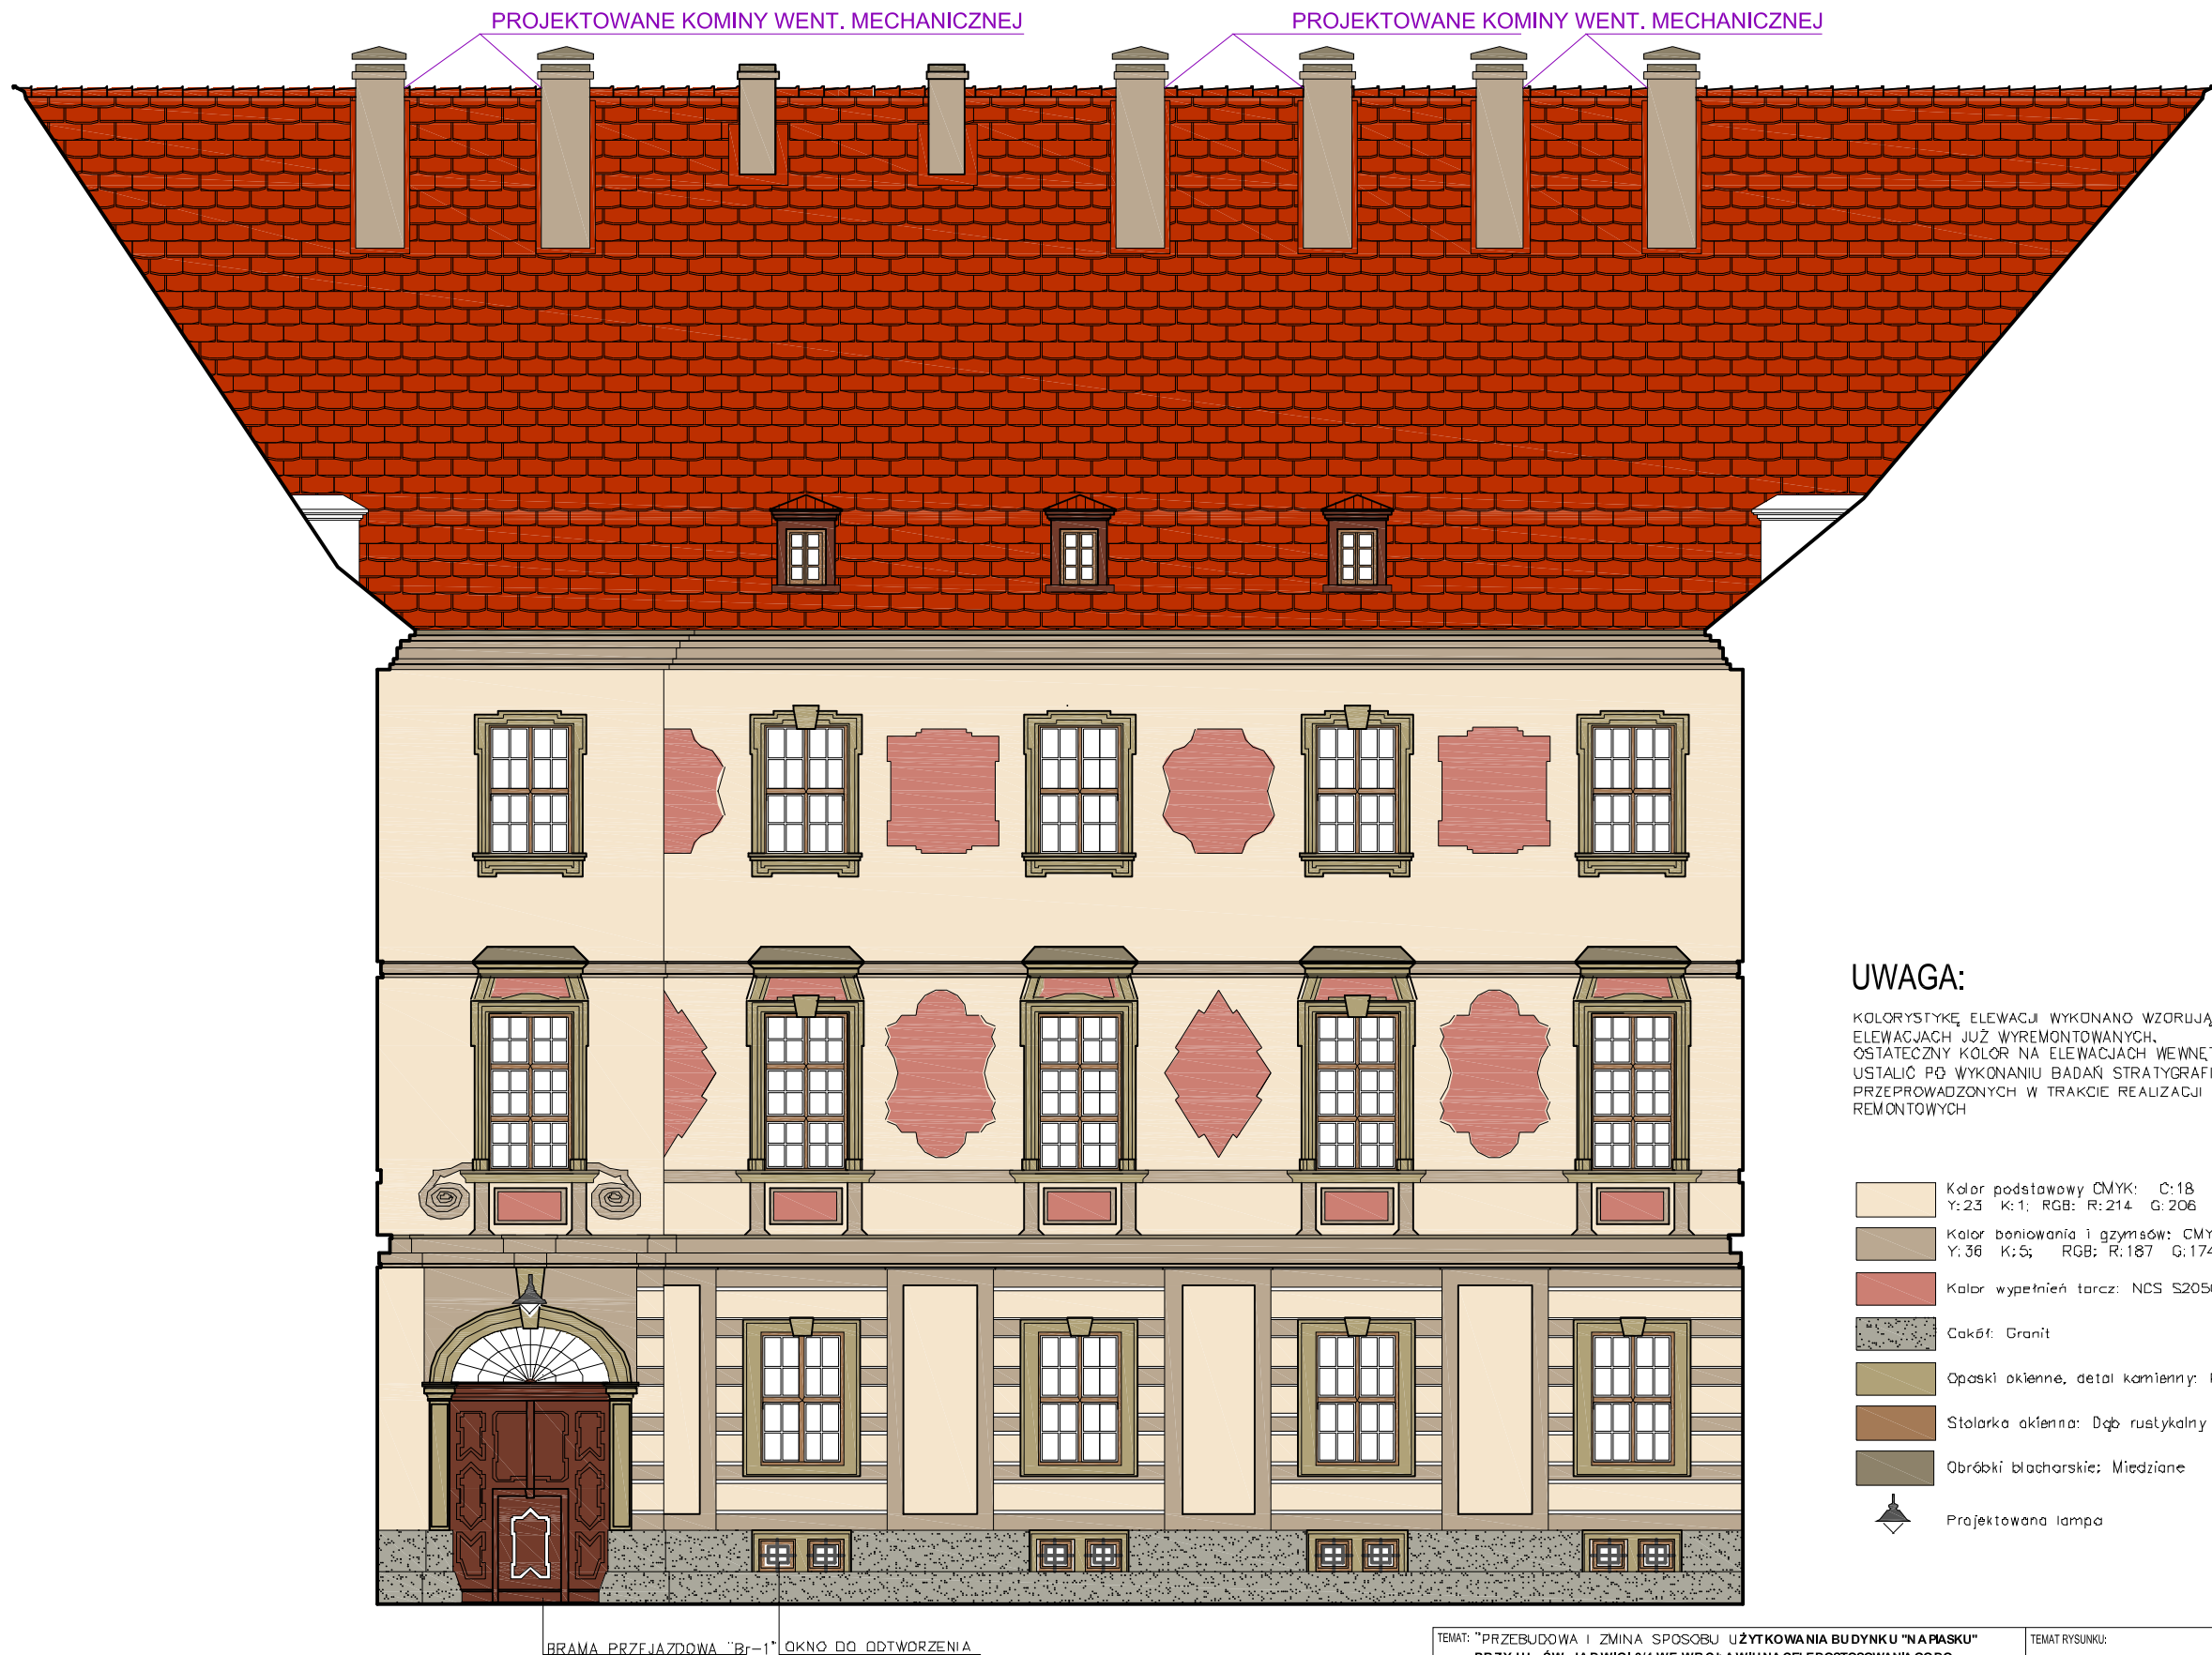 PROJEKTOWANE KOMINY WENT. MECHANICZNEJ
PROJEKTOWANE KOMINY WENT. MECHANICZNEJ
UWAGA:
KOLORYSTYKĘ ELEWACJI WYKONANO WZORUJĄ
ELEWACJACH JUŻ WYREMONTOWANYCH.
OSTATECZNY KOLOR NA ELEWACJACH WEWNĘT
USTALIĆ PO WYKONANIU BADAŃ STRATYGRAFI
PRZEPROWADZONYCH W TRAKCIE REALIZACJI
REMONTOWYCH
Kolor podstawowy CMYK: C:18
Y:23 K:1; RGB: R:214 G:206
Kolor boniowania i gzymsów: CMY
Y:36 K:5; RGB: R:187 G:174
Kolor wypełnień tarcz: NCS S205
Cokół: Granit
Opaski okienne, detal kamienny:
Stolarka okienna: Dąb rustykalny
Obróbki blacharskie: Miedziane
Projektowana lampa
BRAMA PRZEJAZDOWA "Br-1"
OKNO DO ODTWORZENIA
TEMAT: "PRZEBUDOWA I ZMINA SPOSOBU UŻYTKOWANIA BUDYNKU "NA PIASKU"
TEMAT RYSUNKU: